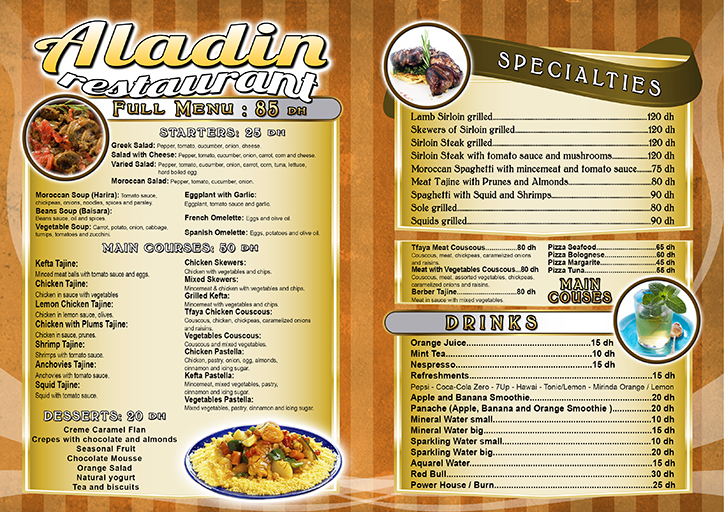 Aladin
restaurant
Full Menu : 85 dh
Starters: 25 dh
Greek Salad: Pepper, tomato, cucumber, onion, cheese.
Salad with Cheese: Pepper, tomato, cucumber, onion, carrot, corn and cheese.
Varied Salad: Pepper, tomato, cucumber, onion, carrot, corn, tuna, lettuce,
hard boiled egg
Moroccan Salad: Pepper, tomato, cucumber, onion.
Moroccan Soup (Harira): Tomato sauce,
chickpeas, onions, noodles, spices and parsley.
Beans Soup (Baisara):
Beans sauce, oil and spices.
Vegetable Soup: Carrot, potato, onion, cabbage,
turnips, tomatoes and zucchini.
Eggplant with Garlic:
Eggplant, tomato sauce and garlic.
French Omelette: Eggs and olive oil.
Spanish Omelette: Eggs, potatoes and olive oil.
Main Courses: 50 dh
Kefta Tajine:
Minced meat balls with tomato sauce and eggs.
Chicken Tajine:
Chicken in sauce with vegetables
Lemon Chicken Tajine:
Chicken in lemon sauce, olives.
Chicken with Plums Tajine:
Chicken in sauce, prunes.
Shrimp Tajine:
Shrimps with tomato sauce.
Anchovies Tajine:
Anchovies with tomato sauce.
Squid Tajine:
Squid with tomato sauce.
Chicken Skewers:
Chicken with vegetables and chips.
Mixed Skewers:
Mincemeat & chicken with vegetables and chips.
Grilled Kefta:
Mincemeat with vegetables and chips.
Tfaya Chicken Couscous:
Couscous, chicken, chickpeas, caramelized onions
and raisins.
Vegetables Couscous:
Couscous and mixed vegetables.
Chicken Pastella:
Chicken, pastry, onion, egg, almonds,
cinnamon and icing sugar.
Kefta Pastella:
Mincemeat, mixed vegetables, pastry,
cinnamon and icing sugar.
Vegetables Pastella:
Mixed vegetables, pastry, cinnamon and icing sugar.
Desserts: 20 dh
Creme Caramel Flan
Crepes with chocolate and almonds
Seasonal Fruit
Chocolate Mousse
Orange Salad
Natural yogurt
Tea and biscuits
SPECIALTIES
Lamb Sirloin grilled...120 dh
Skewers of Sirloin grilled...120 dh
Sirloin Steak grilled...120 dh
Sirloin Steak with tomato sauce and mushrooms...120 dh
Moroccan Spaghetti with mincemeat and tomato sauce...75 dh
Meat Tajine with Prunes and Almonds...80 dh
Spaghetti with Squid and Shrimps...90 dh
Sole grilled...80 dh
Squids grilled...90 dh
Tfaya Meat Couscous...80 dh
Couscous, meat, chickpeas, caramelized onions
and raisins.
Meat with Vegetables Couscous...80 dh
Couscous, meat, assorted vegetables, chickpeas,
caramelized onions and raisins.
Berber Tajine...80 dh
Meat in sauce with mixed vegetables.
Pizza Seafood...65 dh
Pizza Bolognese...60 dh
Pizza Margarite...45 dh
Pizza Tuna...55 dh
MAIN
COUSES
DRINKS
Orange Juice...15 dh
Mint Tea...10 dh
Nespresso...15 dh
Refreshments...15 dh
Pepsi - Coca-Cola Zero - 7Up - Hawai - Tonic/Lemon - Mirinda Orange / Lemon
Apple and Banana Smoothie...20 dh
Panache (Apple, Banana and Orange Smoothie )...20 dh
Mineral Water small...10 dh
Mineral Water big...15 dh
Sparkling Water small...10 dh
Sparkling Water big...20 dh
Aquarel Water...15 dh
Red Bull...30 dh
Power House / Burn...25 dh